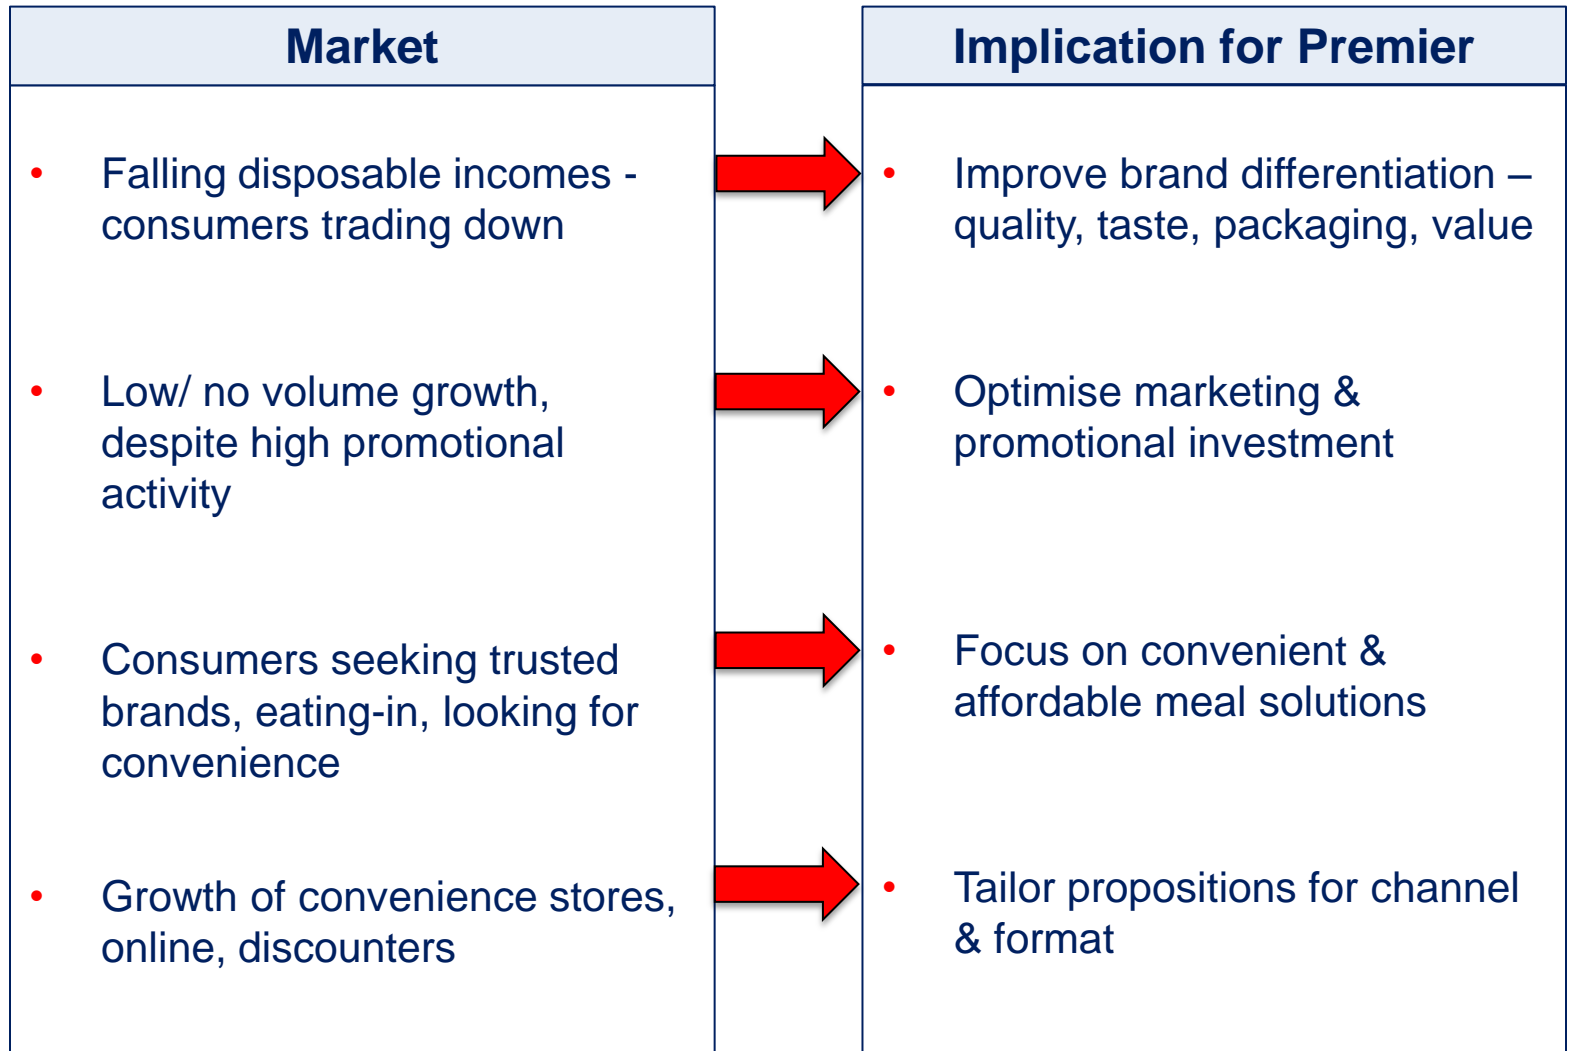 Market
• Falling disposable incomes -
consumers trading down
• Low/ no volume growth,
despite high promotional
activity
• Consumers seeking trusted
brands, eating-in, looking for
convenience
• Growth of convenience stores,
online, discounters
Implication for Premier
• Improve brand differentiation –
quality, taste, packaging, value
• Optimise marketing &
promotional investment
• Focus on convenient &
affordable meal solutions
• Tailor propositions for channel
& format